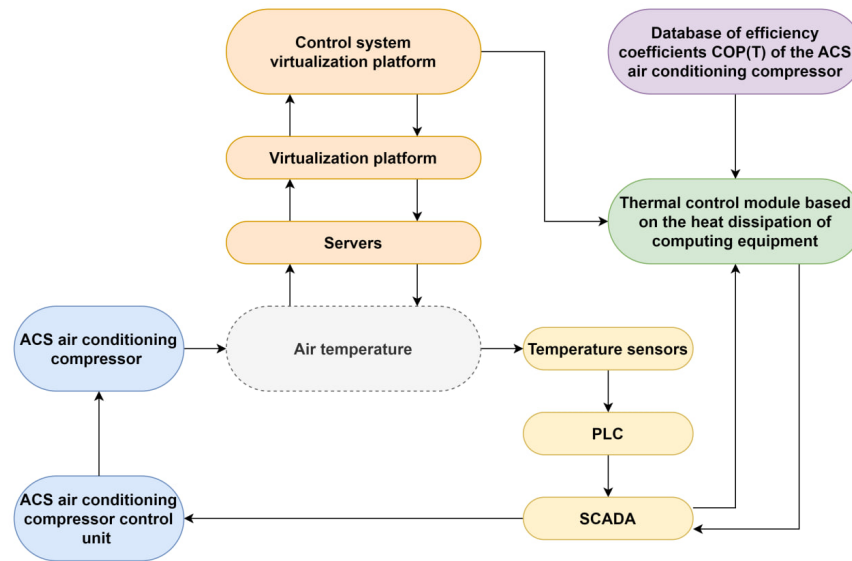 Control system
virtualization platform
Database of efficiency
coefficients COP(T) of the ACS
air conditioning compressor
Virtualization platform
Thermal control module based
on the heat dissipation of
computing equipment
Servers
ACS air conditioning
compressor
Air temperature
Temperature sensors
PLC
ACS air conditioning
compressor control
unit
SCADA